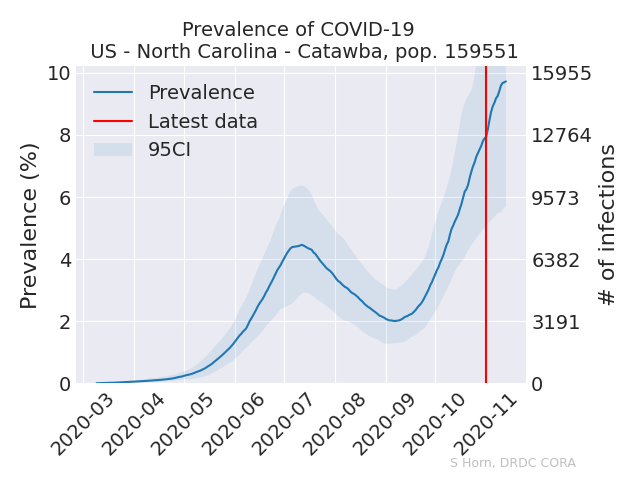 Prevalence of COVID-19
US - North Carolina - Catawba, pop. 159551
Prevalence
Latest data
95CI
Prevalence (%)
10
8
6
4
2
0
15955
12764
9573
6382
3191
0
# of infections
2020-03
2020-04
2020-05
2020-06
2020-07
2020-08
2020-09
2020-10
2020-11
S Horn, DRDC CORA